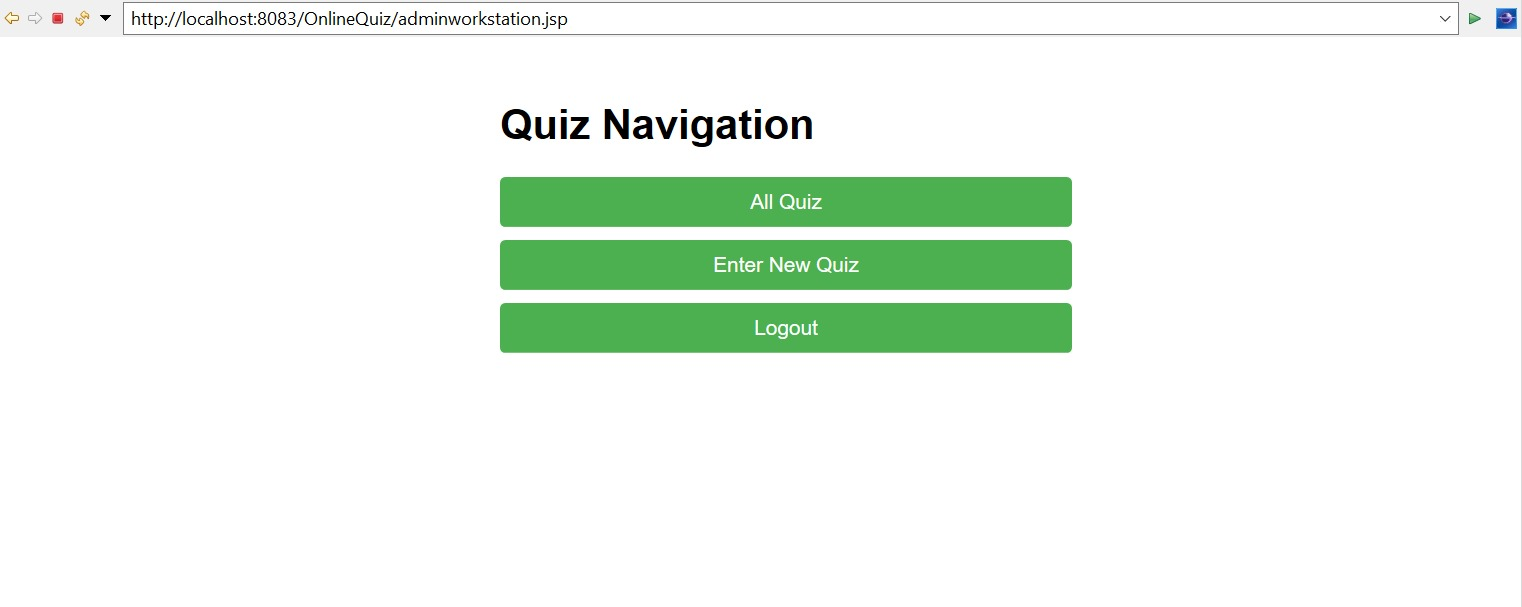 http://localhost:8083/OnlineQuiz/adminworkstation.jsp
Quiz Navigation
All Quiz
Enter New Quiz
Logout